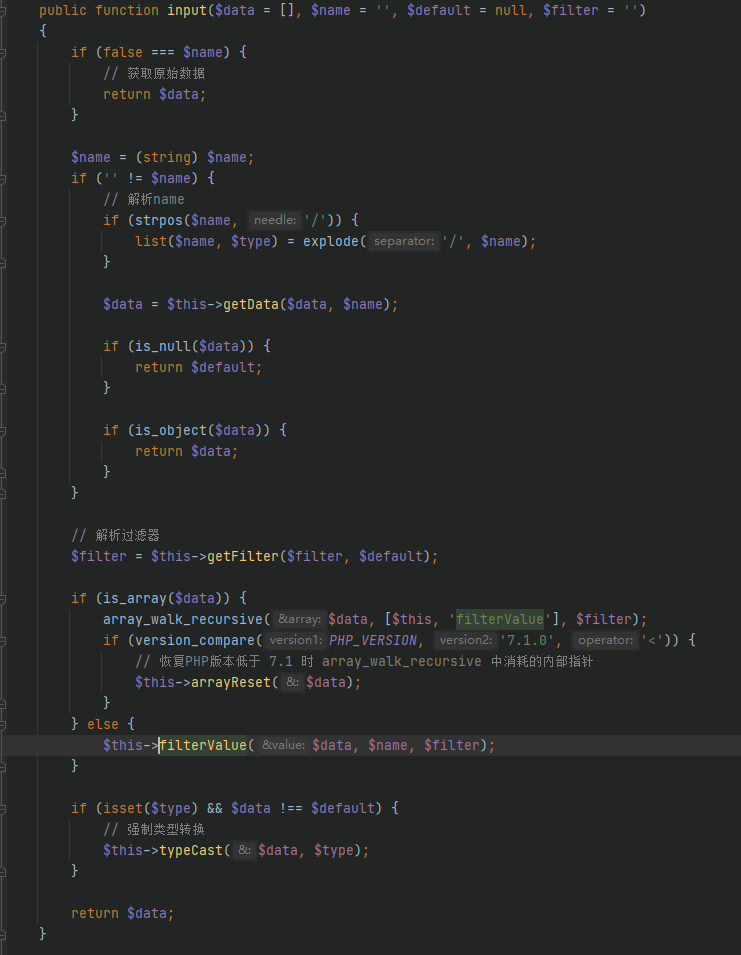 public function input($data = [], $name = '', $default = null, $filter = '')
{
if (false === $name) {
// 获取原始数据
return $data;
}
$name = (string) $name;
if ('' != $name) {
// 解析name
if (strpos($name, needle: '/')) {
list($name, $type) = explode( separator: '/', $name);
}
$data = $this->getData($data, $name);
if (is_null($data)) {
return $default;
}
if (is_object($data)) {
return $data;
}
}
// 解析过滤器
$filter = $this->getFilter($filter, $default);
if (is_array($data)) {
array_walk_recursive( &array: $data, [$this, 'filterValue'], $filter);
if (version_compare( version1: PHP_VERSION, version2: '7.1.0', operator: '<')) {
// 恢复PHP版本低于 7.1 时 array_walk_recursive 中消耗的内部指针
$this->arrayReset( &: $data);
}
} else {
$this->filterValue( &value: $data, $name, $filter);
}
if (isset($type) && $data !== $default) {
// 强制类型转换
$this->typeCast( &: $data, $type);
}
return $data;
}